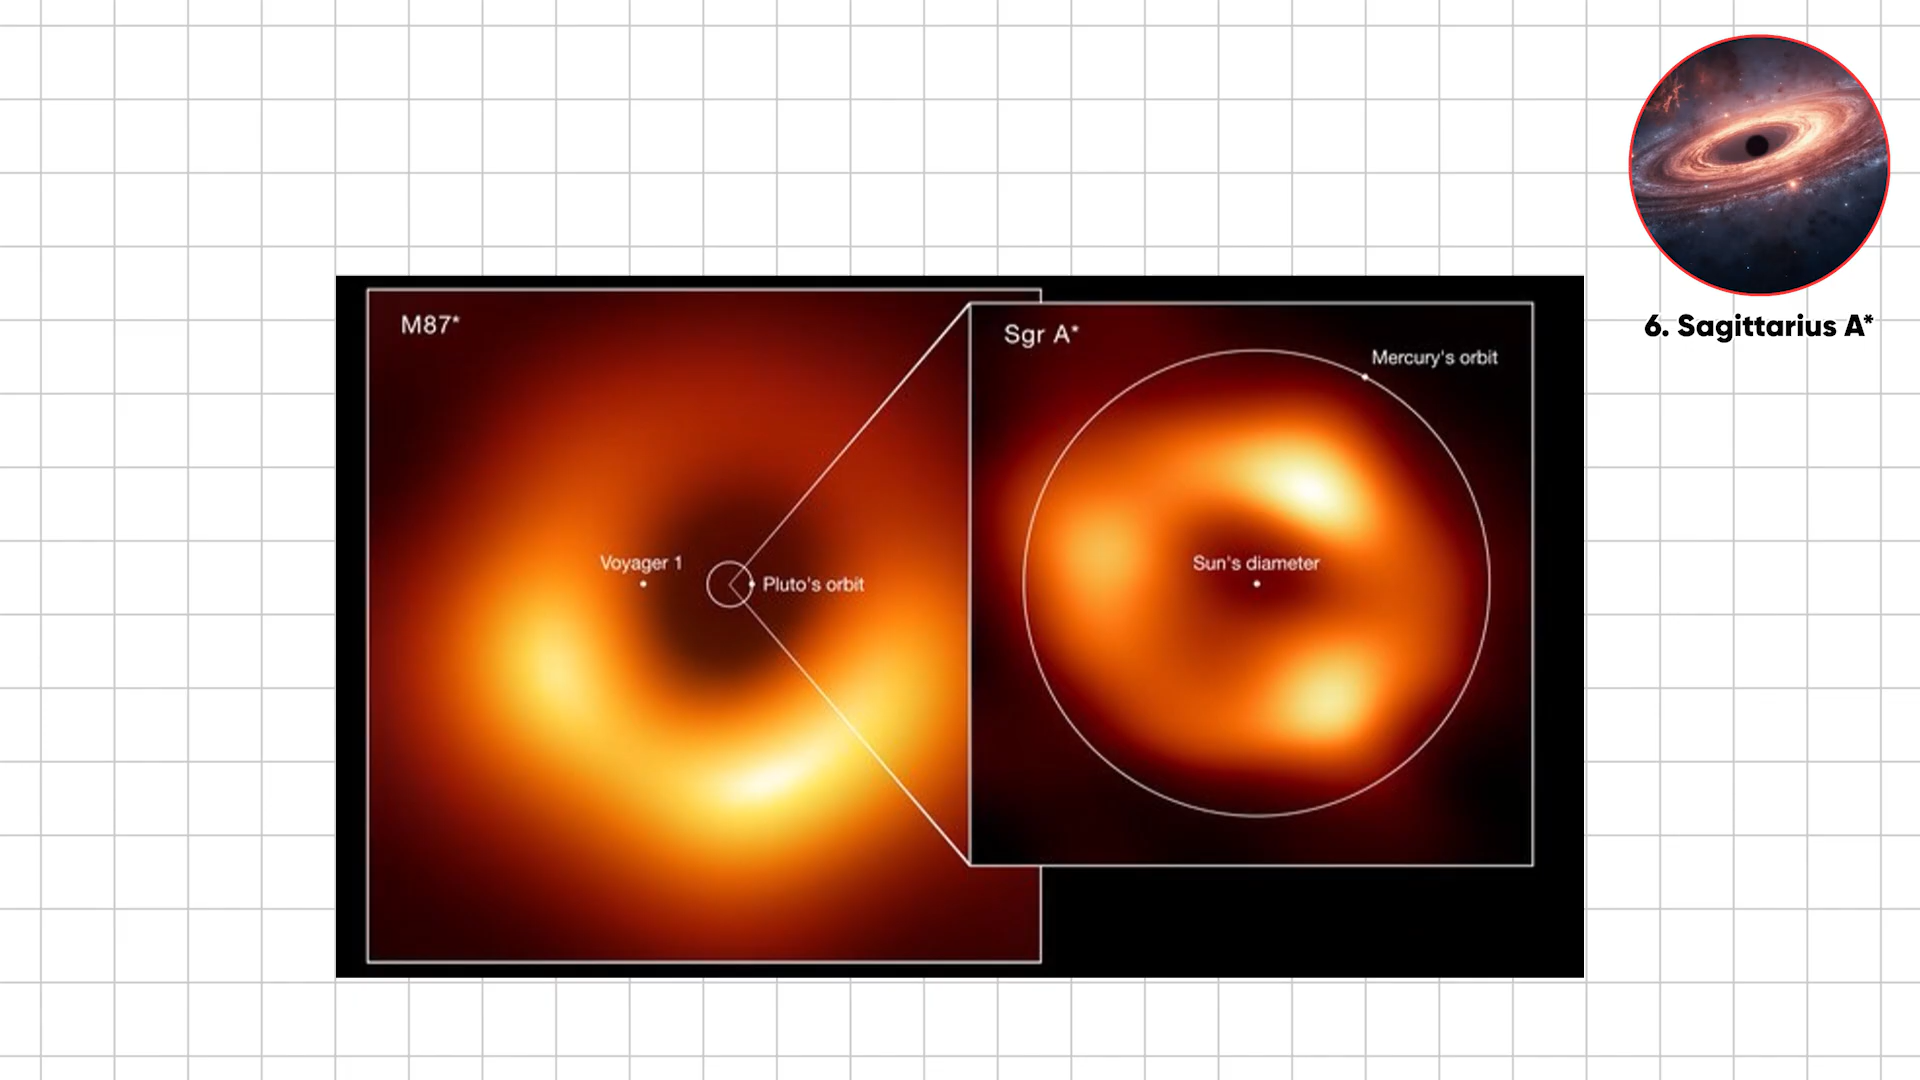 M87*
Voyager 1
Pluto's orbit
Sgr A*
Mercury's orbit
Sun's diameter
6. Sagittarius A*